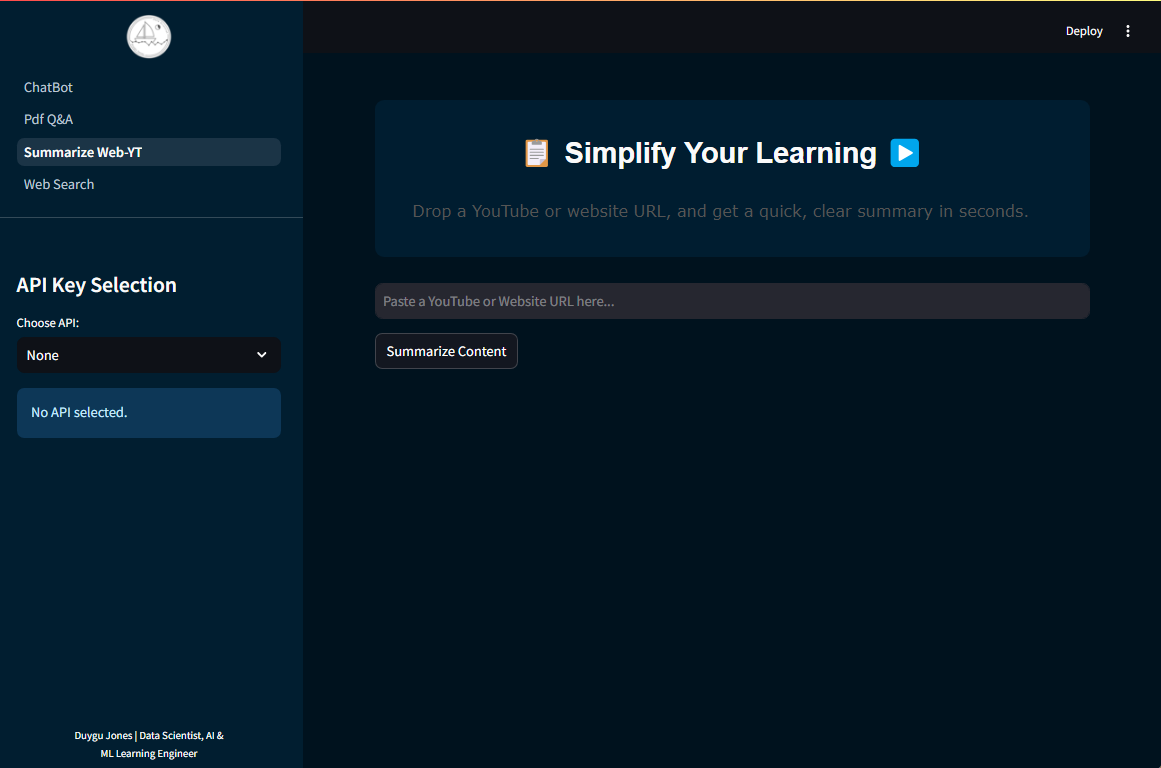 ChatBot
Pdf Q&A
Summarize Web-YT
Web Search
API Key Selection
Choose API:
None
No API selected.
Duygu Jones | Data Scientist, AI &
ML Learning Engineer
Deploy
Simplify Your Learning
Drop a YouTube or website URL, and get a quick, clear summary in seconds.
Paste a YouTube or Website URL here...
Summarize Content